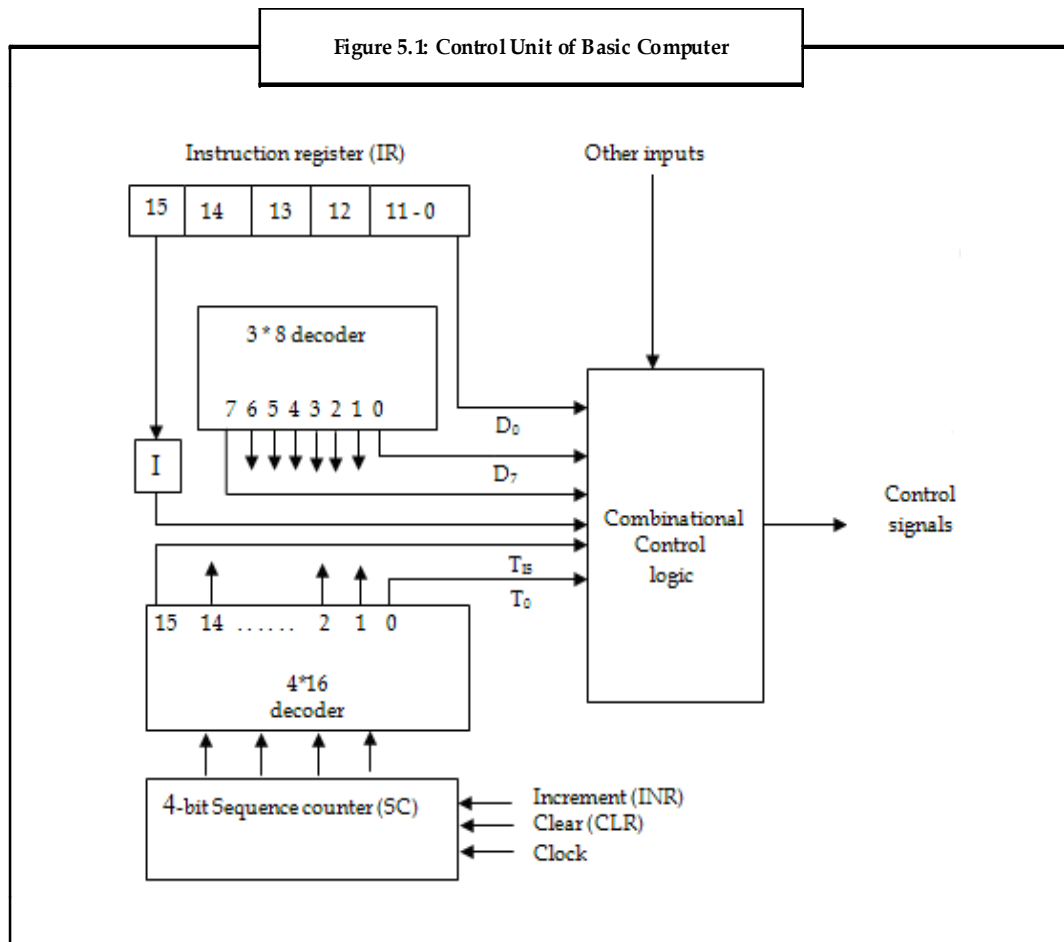 Figure 5.1: Control Unit of Basic Computer
Instruction register (IR)
Other inputs
15 14 13 12 11 - 0
3 * 8 decoder
7 6 5 4 3 2 1 0
D₀
I
D₇
Combinational
Control
logic
Control
signals
T₁₅
T₀
15 14 ...... 2 1 0
4*16
decoder
4-bit Sequence counter (SC)
Increment (INR)
Clear (CLR)
Clock